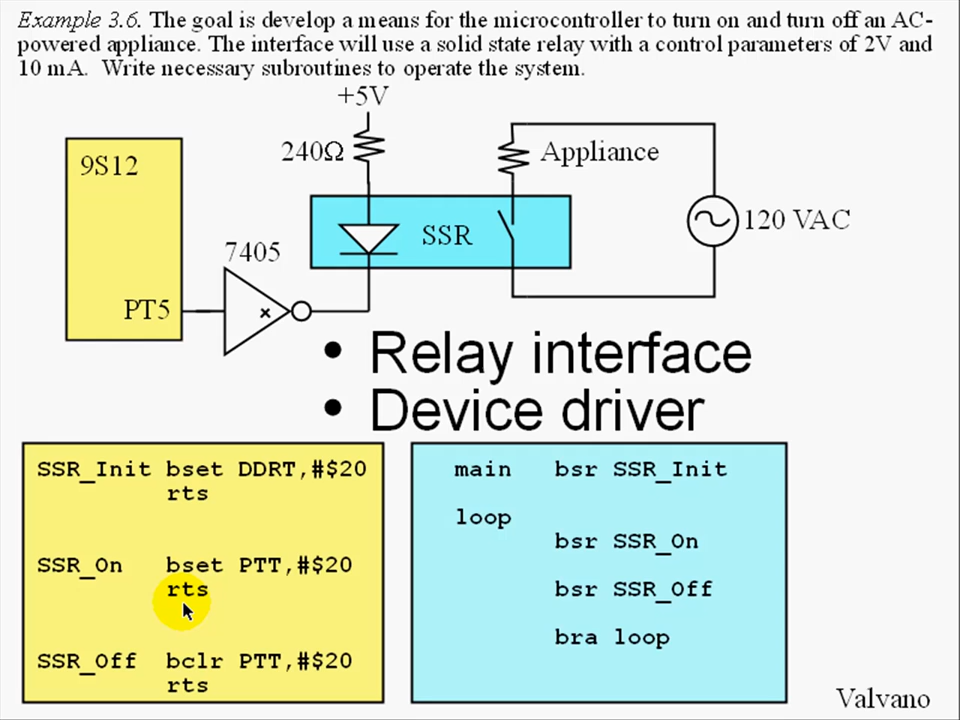 Example 3.6. The goal is develop a means for the microcontroller to turn on and turn off an AC-
powered appliance. The interface will use a solid state relay with a control parameters of 2V and
10 mA.  Write necessary subroutines to operate the system.
+5V
240Ω
Appliance
9S12
SSR
120 VAC
7405
PT5
x
• Relay interface
• Device driver
SSR_Init bset DDRT,#$20
rts
SSR_On bset PTT,#$20
rts
SSR_Off bclr PTT,#$20
rts
main bsr SSR_Init
loop
bsr SSR_On
bsr SSR_Off
bra loop
Valvano